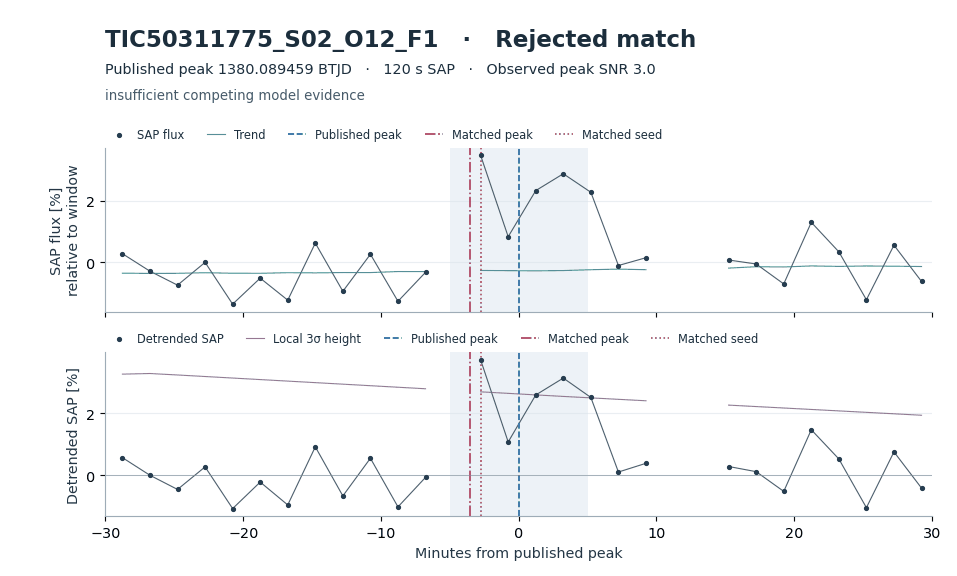 TIC50311775_S02_O12_F1 · Rejected match
Published peak 1380.089459 BTJD · 120 s SAP · Observed peak SNR 3.0
insufficient competing model evidence
SAP flux Trend Published peak Matched peak Matched seed
SAP flux [%]
relative to window
2
0
Detrended SAP Local 3σ height Published peak Matched peak Matched seed
Detrended SAP [%]
2
0
−30 −20 −10 0 10 20 30
Minutes from published peak